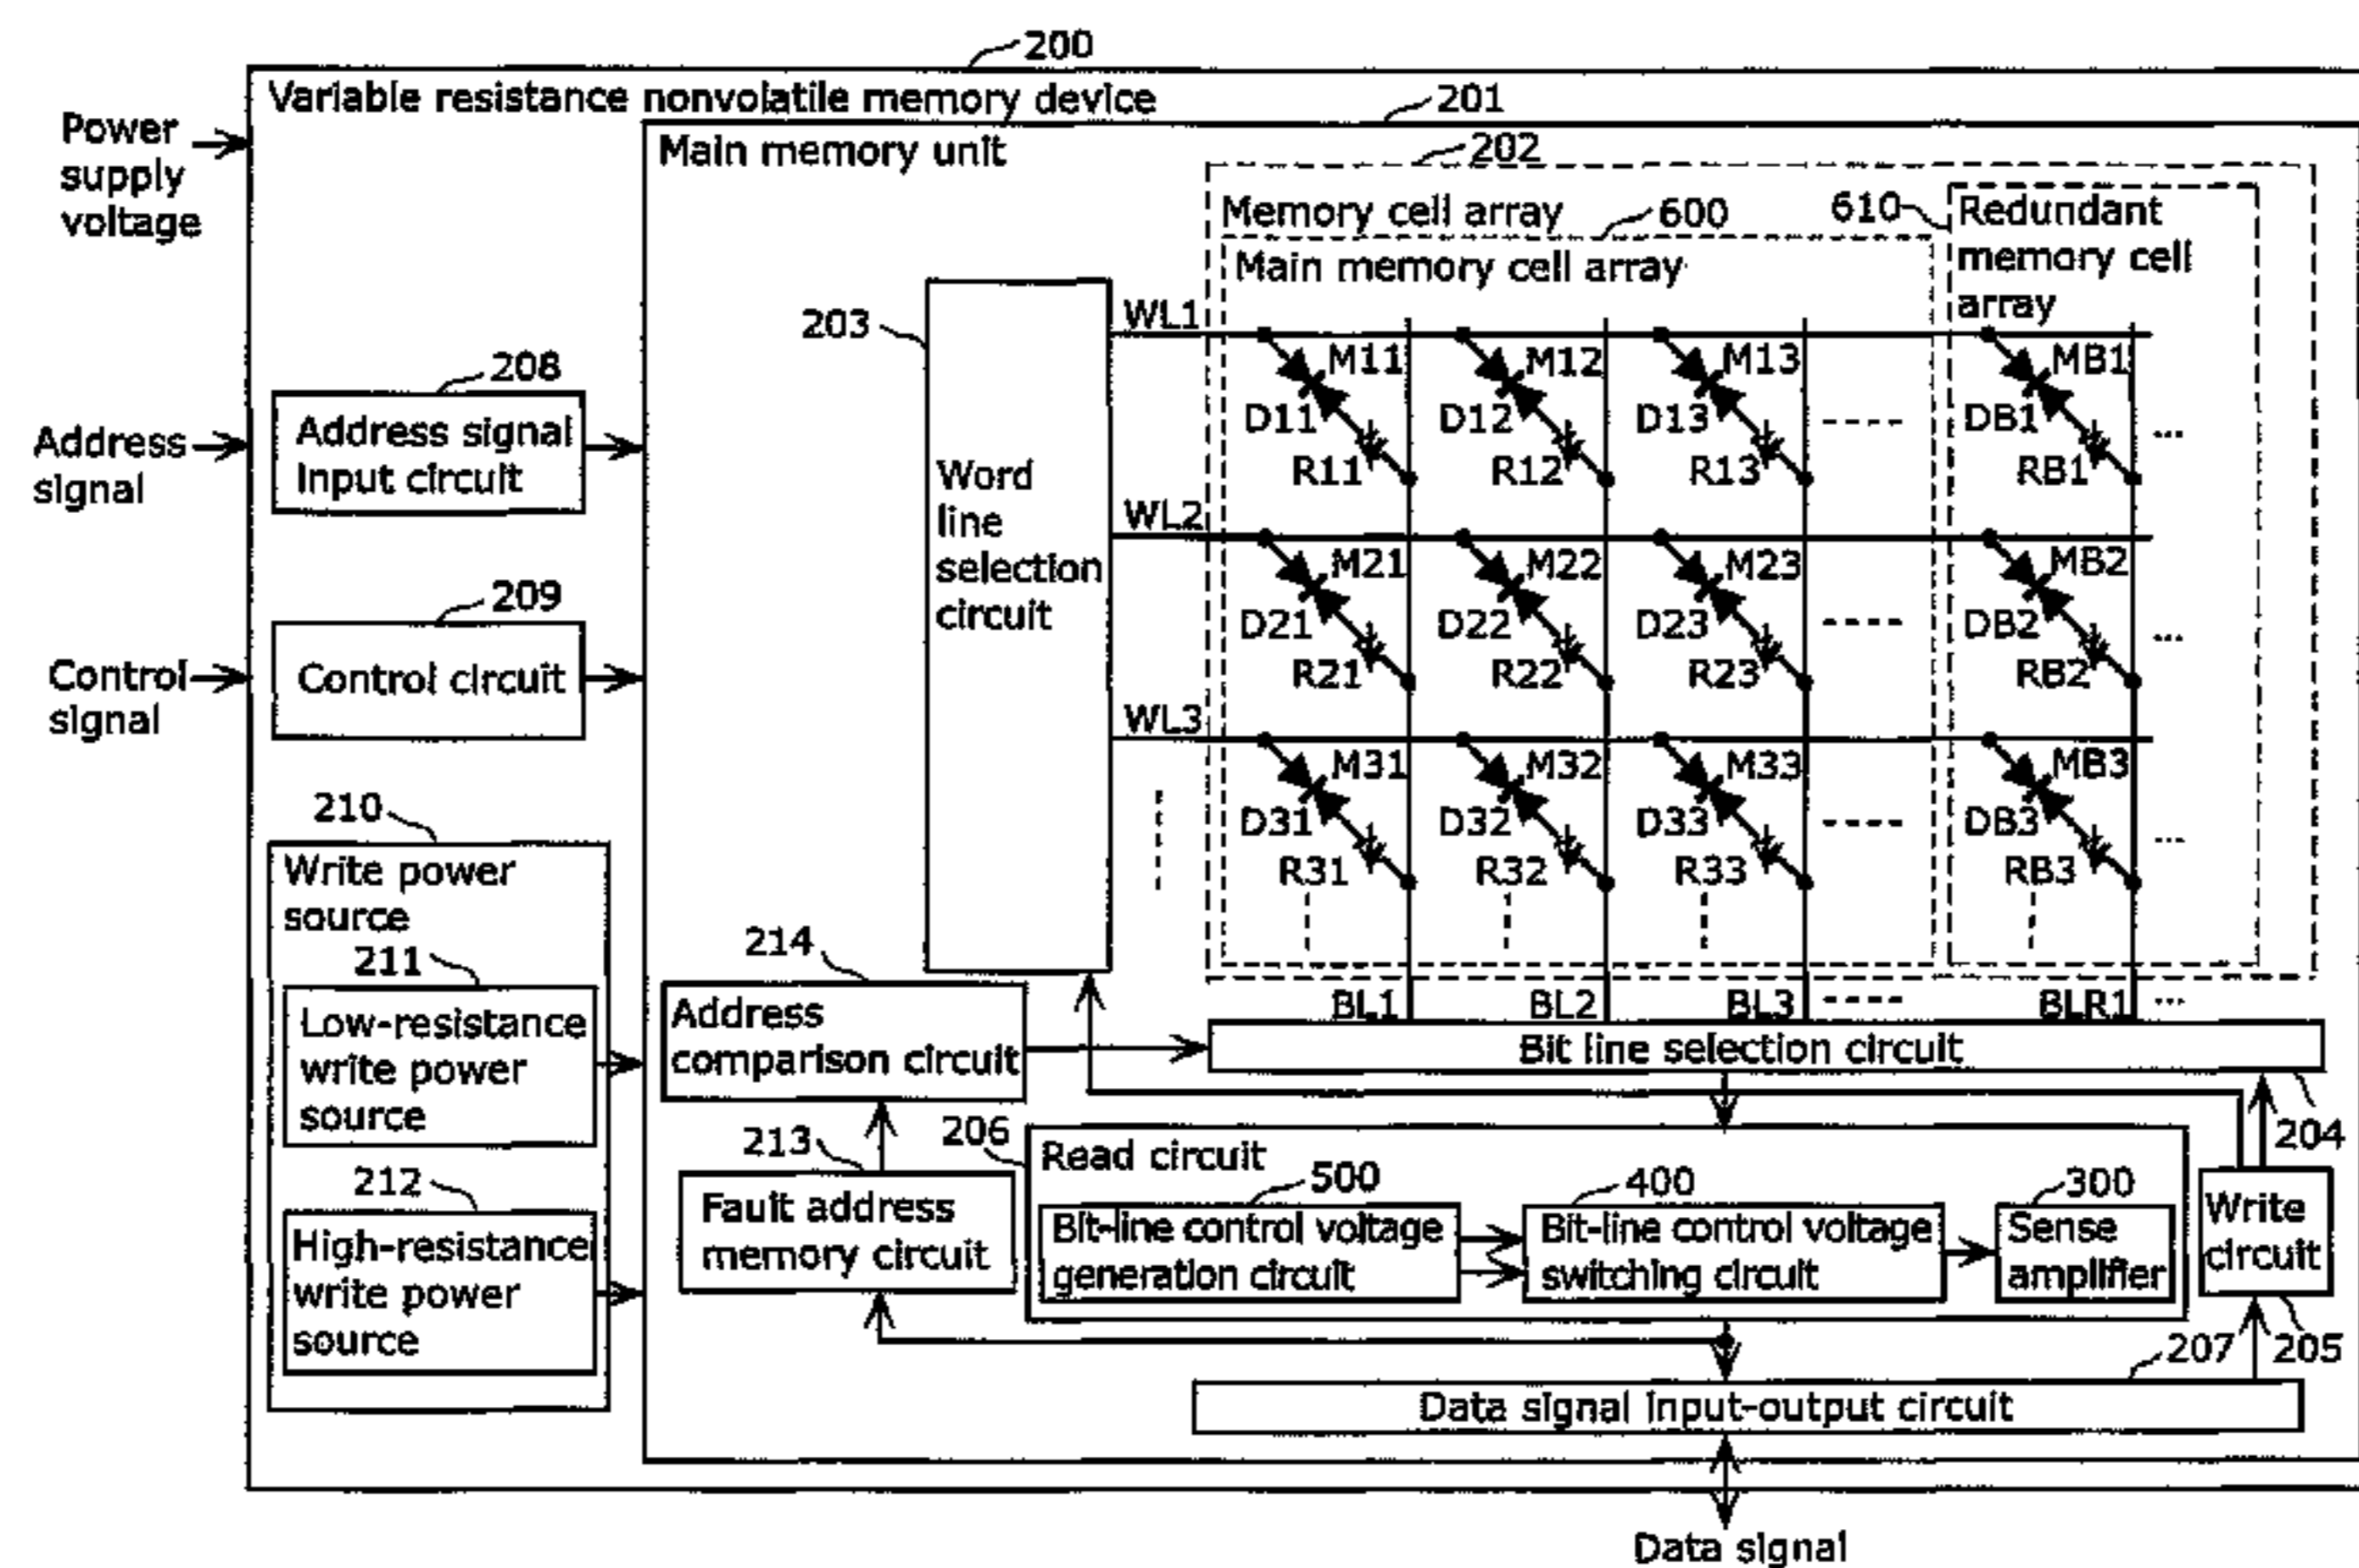 200
Variable resistance nonvolatile memory device
201
Power
supply
voltage
Main memory unit
202
Memory cell array
600
610
Redundant
memory cell
array
Main memory cell array
203
WL1
M11
M12
M13
MB1
208
Address signal
Input circuit
Address
signal
D11
D12
D13
DB1
----
...
R11
R12
R13
RB1
Word
line
selection
circuit
WL2
M21
M22
M23
MB2
209
Control circuit
Control
signal
D21
D22
D23
DB2
----
...
R21
R22
R23
RB2
WL3
M31
M32
M33
MB3
D31
D32
D33
DB3
----
...
R31
R32
R33
RB3
210
Write power
source
211
Low-resistance
write power
source
212
High-resistance
write power
source
214
Address
comparison circuit
BL1
BL2
BL3
----
BLR1
...
Bit line selection circuit
204
213
Fault address
memory circuit
206
Read circuit
500
Bit-line control voltage
generation circuit
400
Bit-line control voltage
switching circuit
300
Sense
amplifier
Write
circuit
205
207
Data signal input-output circuit
Data signal